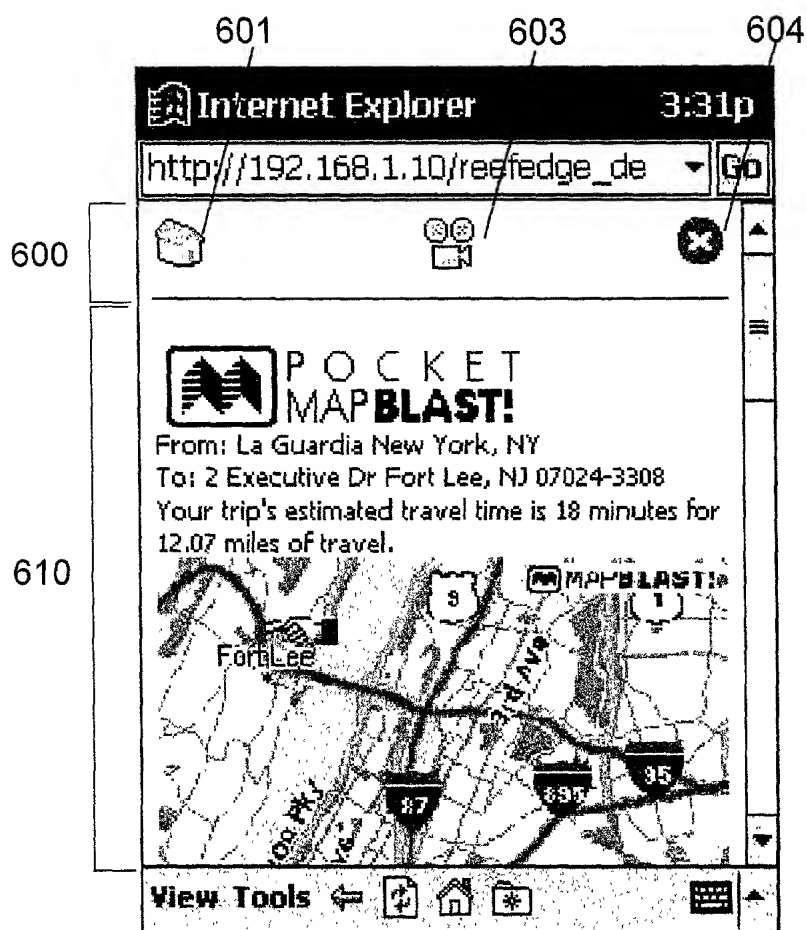 601 603 604
Internet Explorer 3:31p
http://192.168.1.10/reefedge_de Go
600
POCKET
MAPBLAST!
From: La Guardia New York, NY
To: 2 Executive Dr Fort Lee, NJ 07024-3308
Your trip's estimated travel time is 18 minutes for
12.07 miles of travel.
610
MAPBLAST!
9 1
Fort Lee
3rd Ave
95
87
View Tools